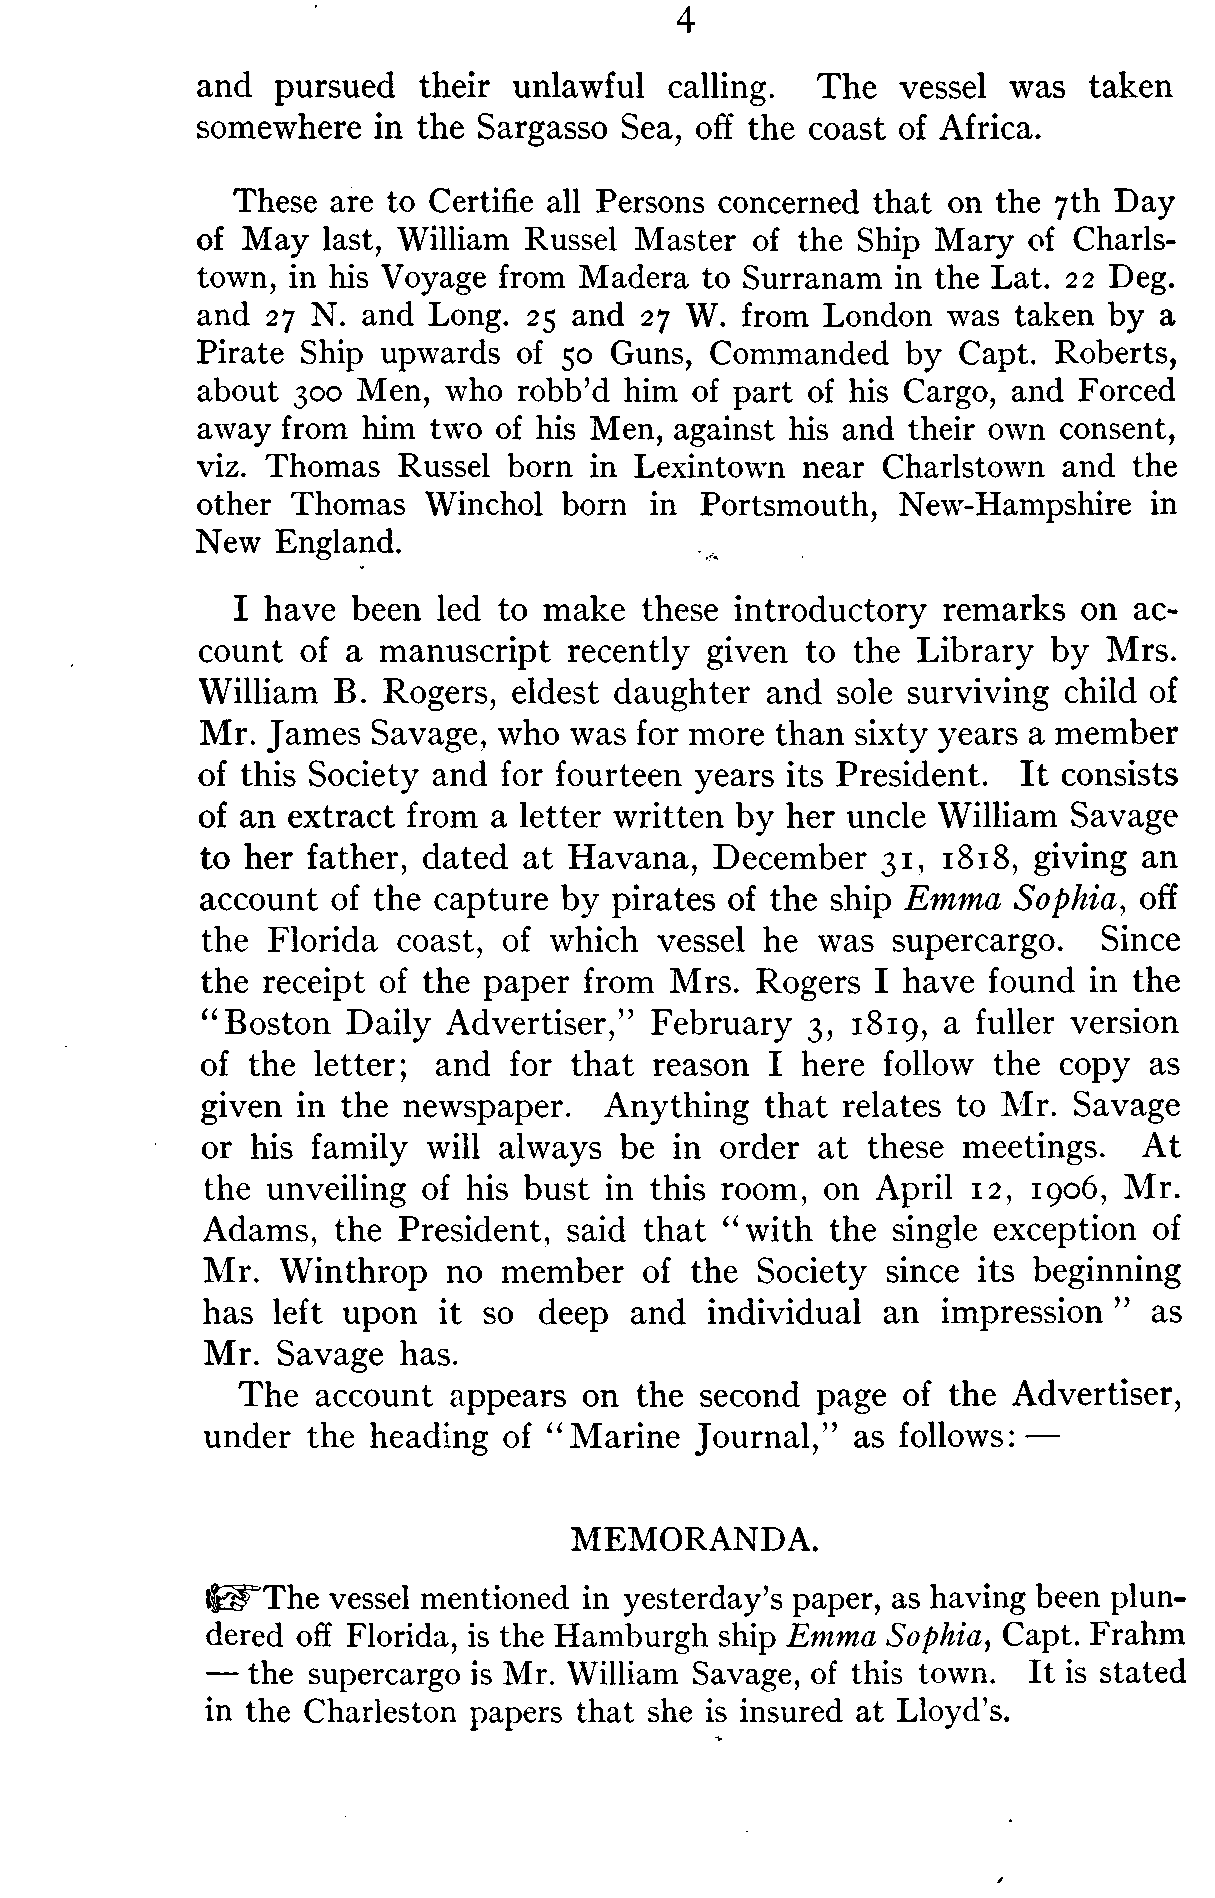 4
and pursued their unlawful calling. The vessel was taken
somewhere in the Sargasso Sea, off the coast of Africa.
These are to Certifie all Persons concerned that on the 7th Day
of May last, William Russel Master of the Ship Mary of Charls-
town, in his Voyage from Madera to Surranam in the Lat. 22 Deg.
and 27 N. and Long. 25 and 27 W. from London was taken by a
Pirate Ship upwards of 50 Guns, Commanded by Capt. Roberts,
about 300 Men, who robb'd him of part of his Cargo, and Forced
away from him two of his Men, against his and their own consent,
viz. Thomas Russel born in Lexintown near Charlstown and the
other Thomas Winchol born in Portsmouth, New-Hampshire in
New England.
I have been led to make these introductory remarks on ac-
count of a manuscript recently given to the Library by Mrs.
William B. Rogers, eldest daughter and sole surviving child of
Mr. James Savage, who was for more than sixty years a member
of this Society and for fourteen years its President. It consists
of an extract from a letter written by her uncle William Savage
to her father, dated at Havana, December 31, 1818, giving an
account of the capture by pirates of the ship Emma Sophia, off
the Florida coast, of which vessel he was supercargo. Since
the receipt of the paper from Mrs. Rogers I have found in the
"Boston Daily Advertiser," February 3, 1819, a fuller version
of the letter; and for that reason I here follow the copy as
given in the newspaper. Anything that relates to Mr. Savage
or his family will always be in order at these meetings. At
the unveiling of his bust in this room, on April 12, 1906, Mr.
Adams, the President, said that "with the single exception of
Mr. Winthrop no member of the Society since its beginning
has left upon it so deep and individual an impression" as
Mr. Savage has.
The account appears on the second page of the Advertiser,
under the heading of "Marine Journal," as follows: —
MEMORANDA.
☞The vessel mentioned in yesterday's paper, as having been plun-
dered off Florida, is the Hamburgh ship Emma Sophia, Capt. Frahm
— the supercargo is Mr. William Savage, of this town. It is stated
in the Charleston papers that she is insured at Lloyd's.